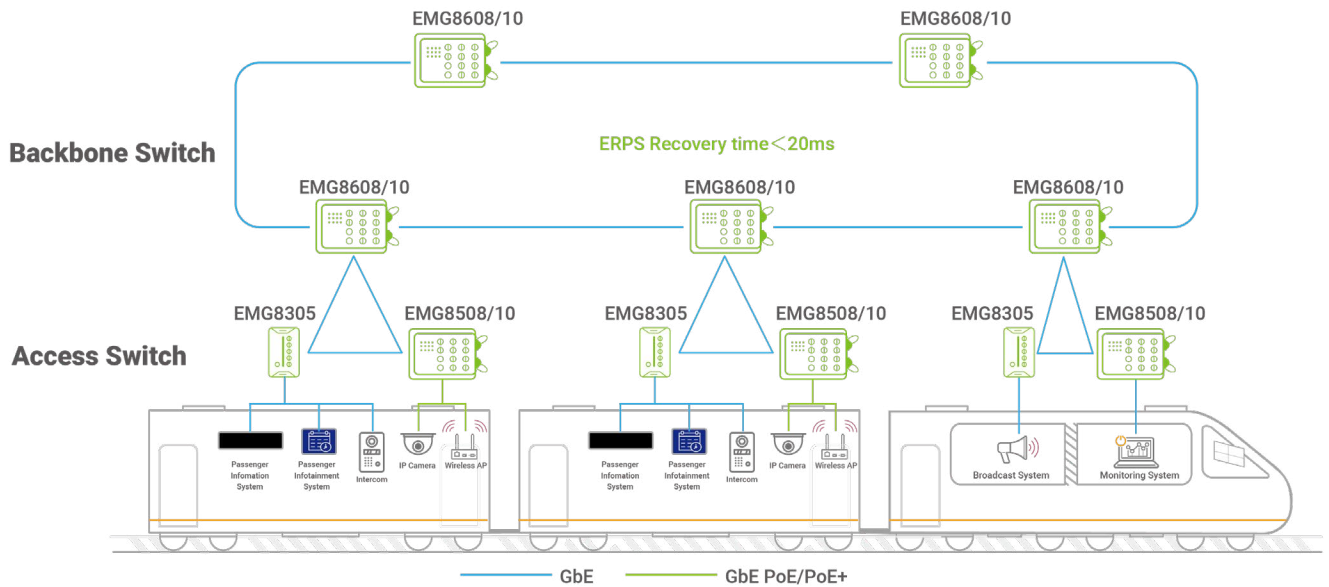 EMG8608/10
EMG8608/10
Backbone Switch
ERPS Recovery time<20ms
EMG8608/10
EMG8608/10
EMG8608/10
EMG8305
EMG8508/10
EMG8305
EMG8508/10
EMG8305
EMG8508/10
Access Switch
Passenger
Infomation
System
Passenger
Infotainment
System
Intercom
IP Camera
Wireless AP
Passenger
Infomation
System
Passenger
Infotainment
System
Intercom
IP Camera
Wireless AP
Broadcast System
Monitoring System
GbE
GbE PoE/PoE+